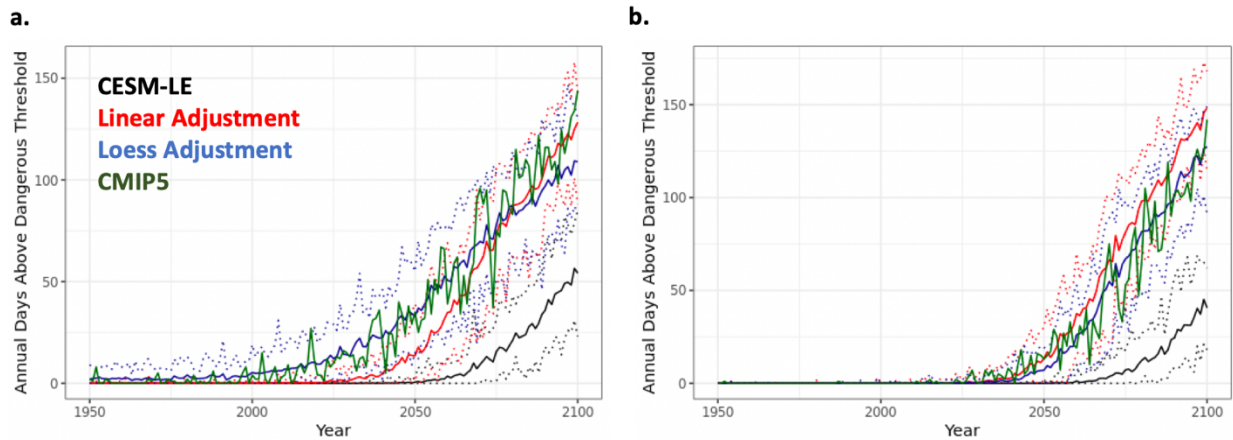 a.
Annual Days Above Dangerous Threshold
150
100
50
0
CESM-LE
Linear Adjustment
Loess Adjustment
CMIP5
1950
2000
2050
2100
Year
b.
Annual Days Above Dangerous Threshold
150
100
50
0
1950
2000
2050
2100
Year